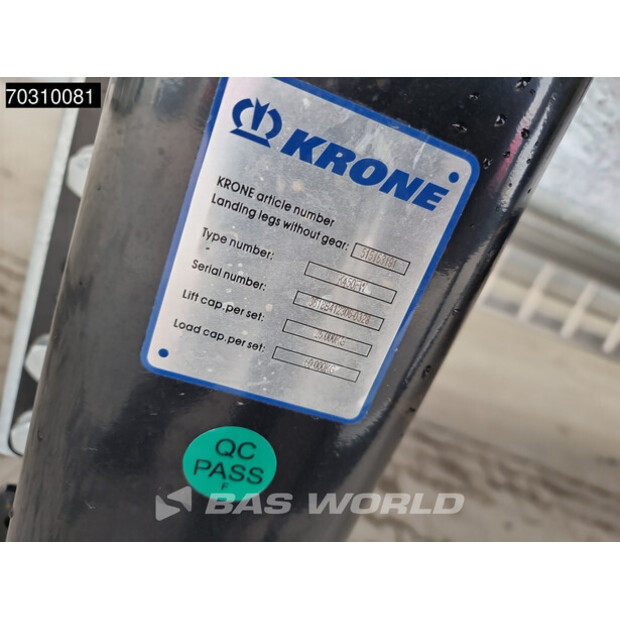 70310081
KRONE
KRONE article number
Landing legs without gear:
Type number:
Serial number:
Lift cap. per set:
Load cap. per set:
QC
PASS
BAS WORLD